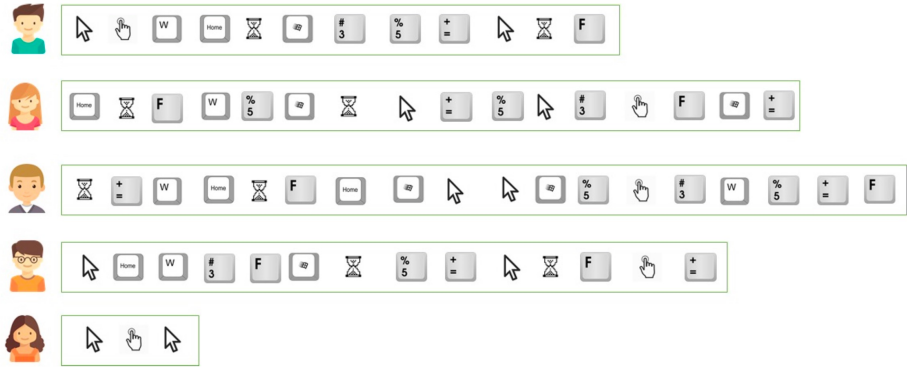 W Home # 3 % 5 + = F
Home F W % 5 + = % 5 # 3 F + =
+ = W Home F Home % 5 # 3 W % 5 + = F
Home W # 3 F % 5 + = F + =